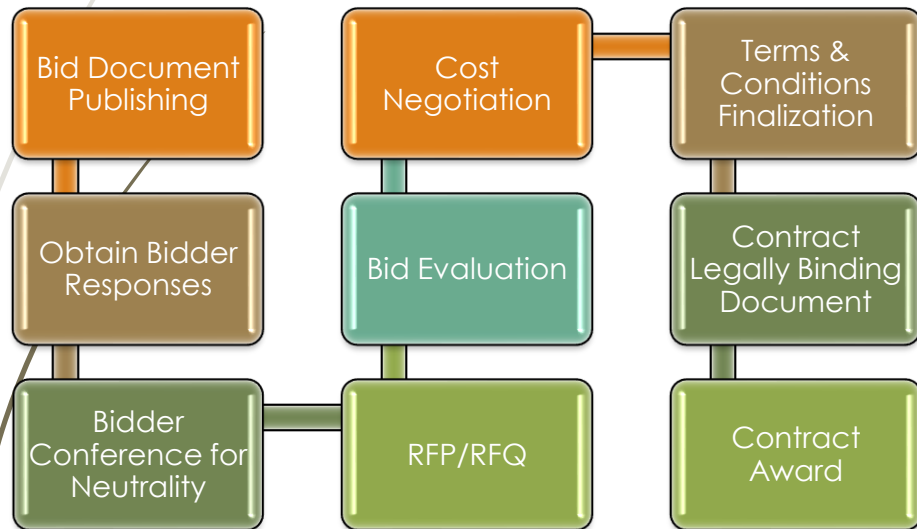 Bid Document
Publishing
Obtain Bidder
Responses
Bidder
Conference for
Neutrality
RFP/RFQ
Bid Evaluation
Cost
Negotiation
Terms &
Conditions
Finalization
Contract
Legally Binding
Document
Contract
Award